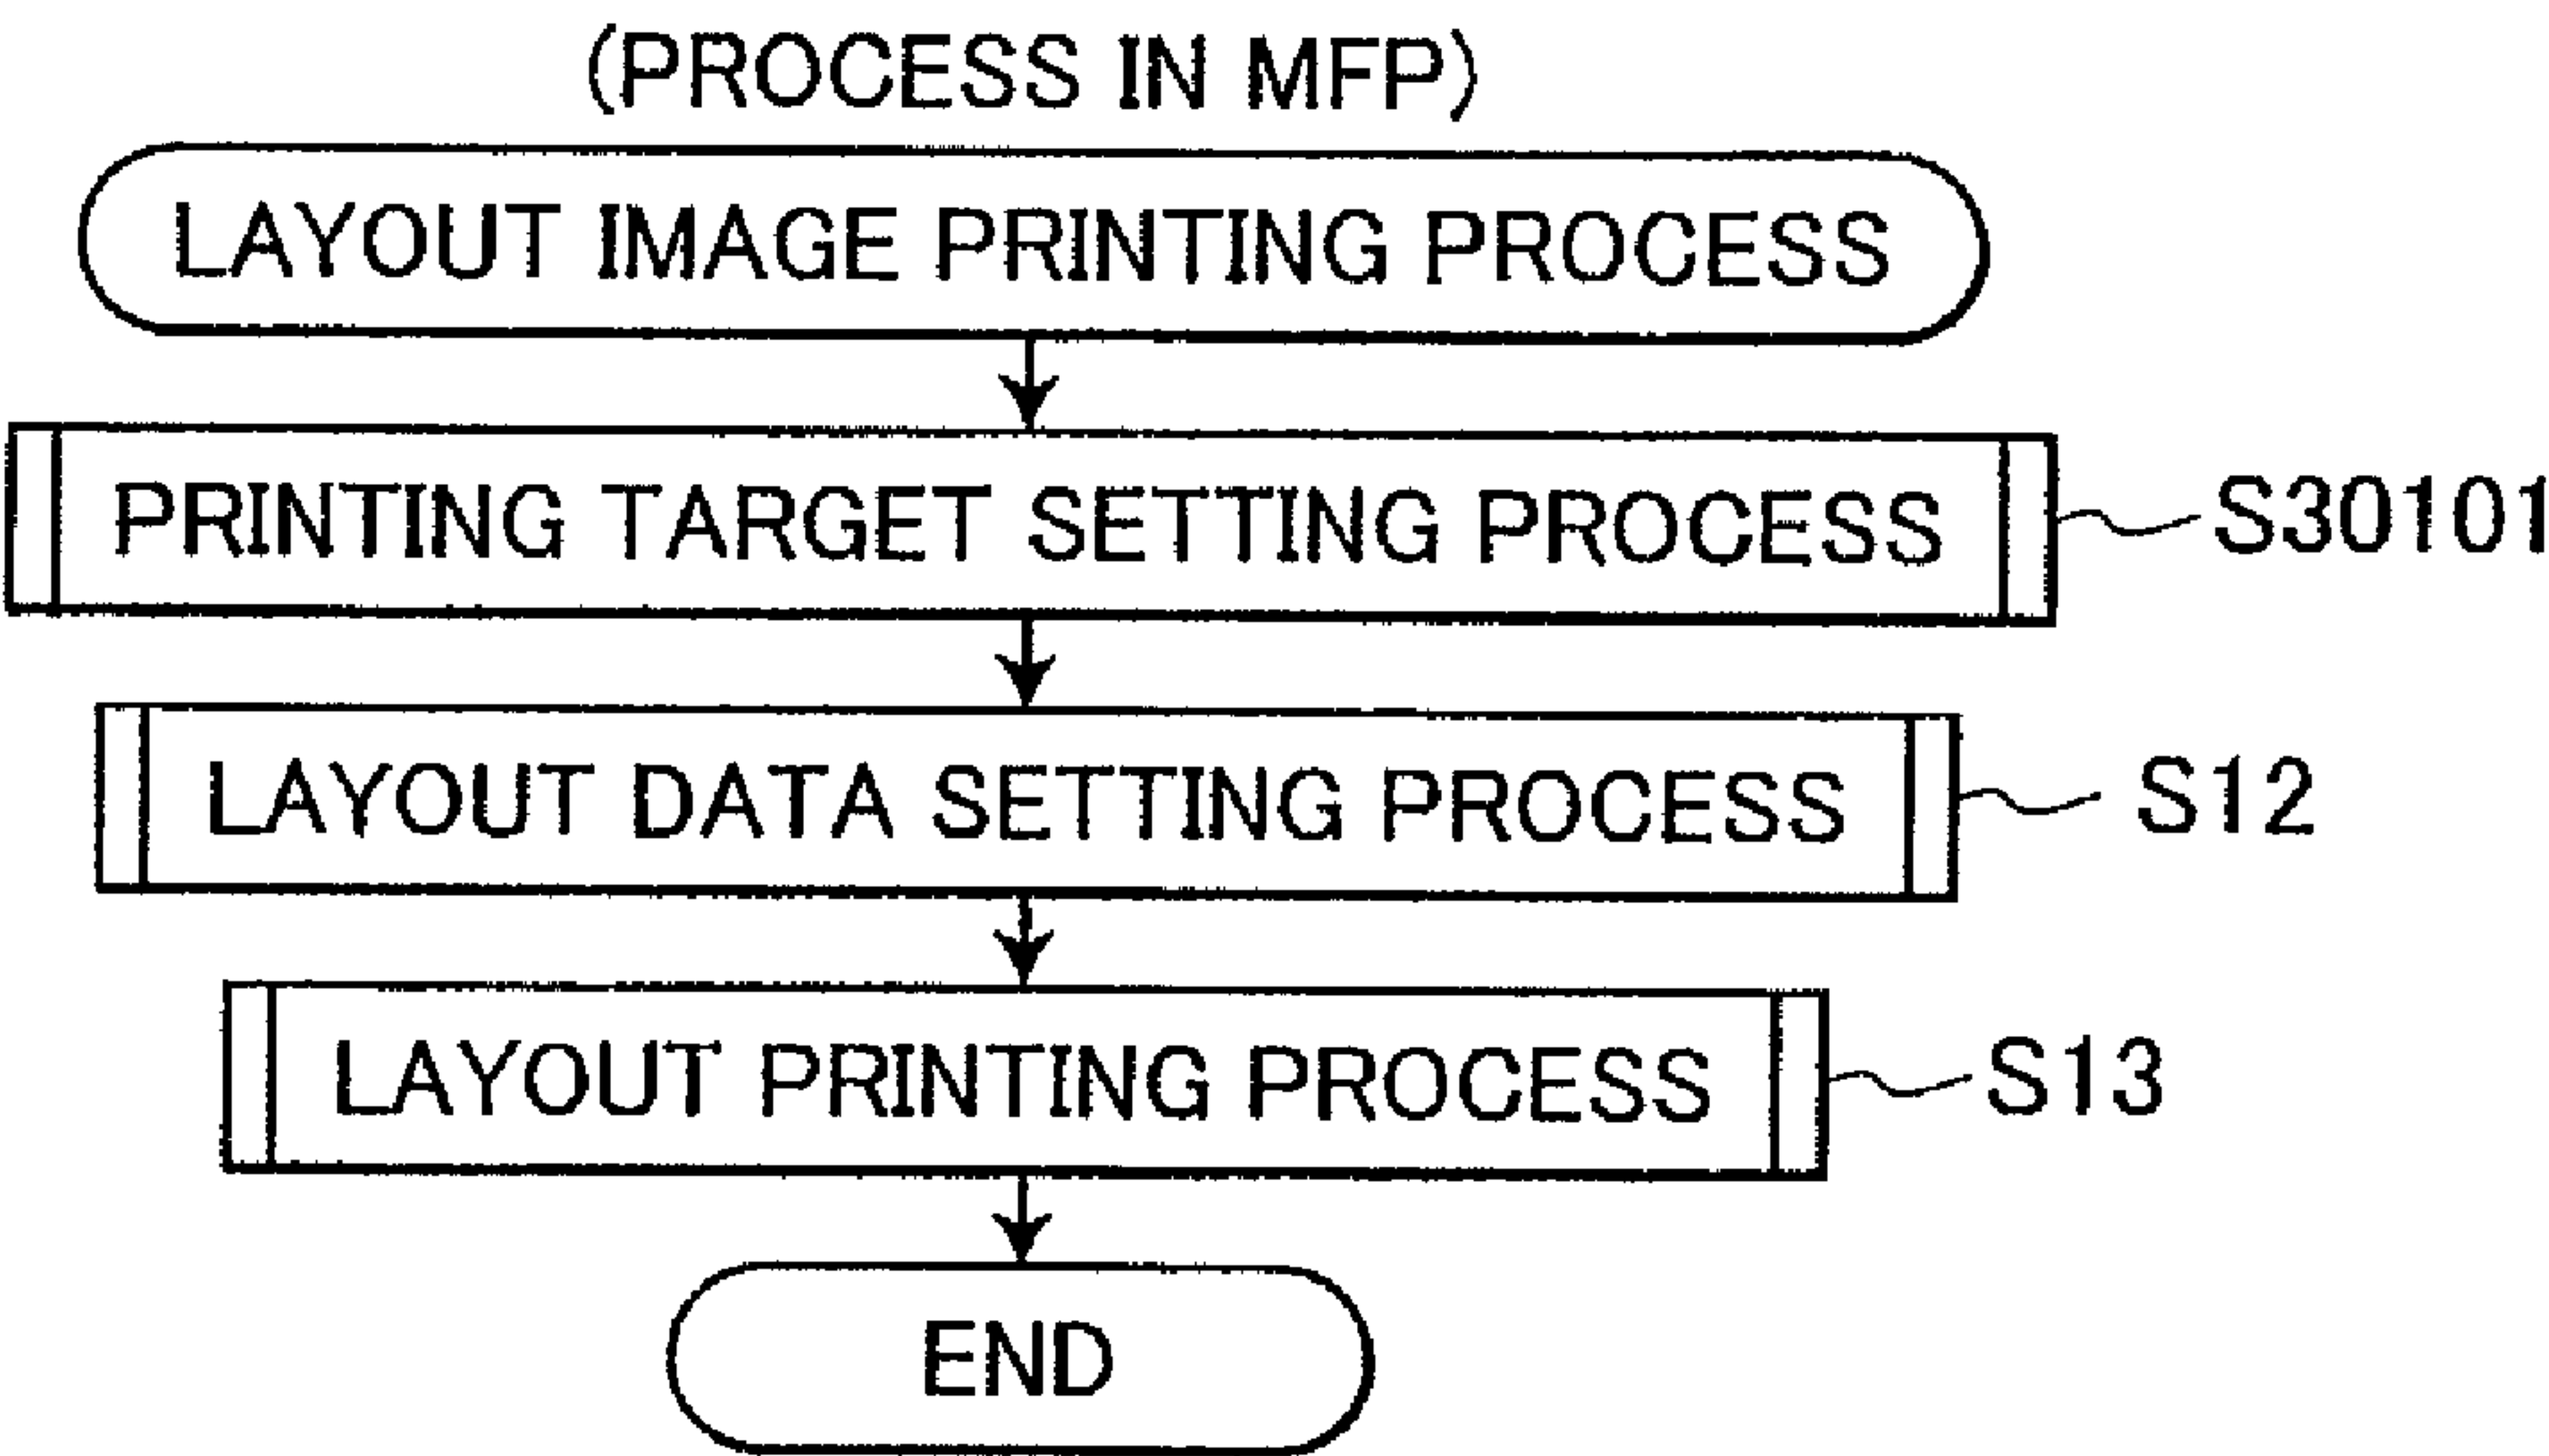 (PROCESS IN MFP)
LAYOUT IMAGE PRINTING PROCESS
PRINTING TARGET SETTING PROCESS S30101
LAYOUT DATA SETTING PROCESS S12
LAYOUT PRINTING PROCESS S13
END